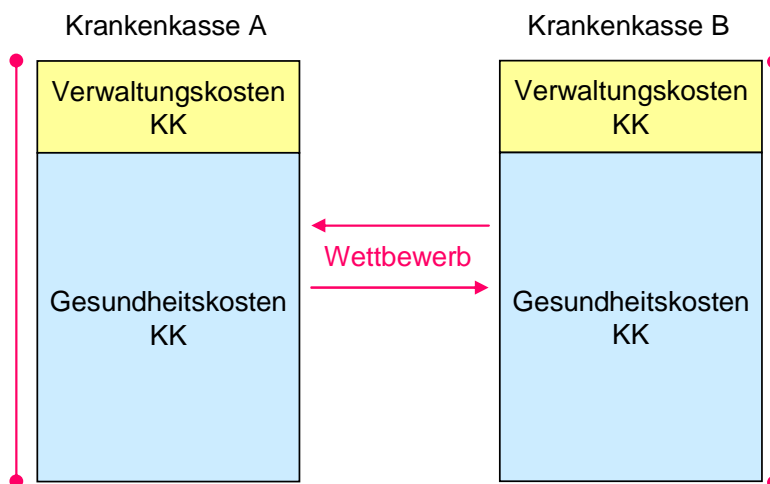 Krankenkasse A
Krankenkasse B
Verwaltungskosten
KK
Verwaltungskosten
KK
Wettbewerb
Gesundheitskosten
KK
Gesundheitskosten
KK